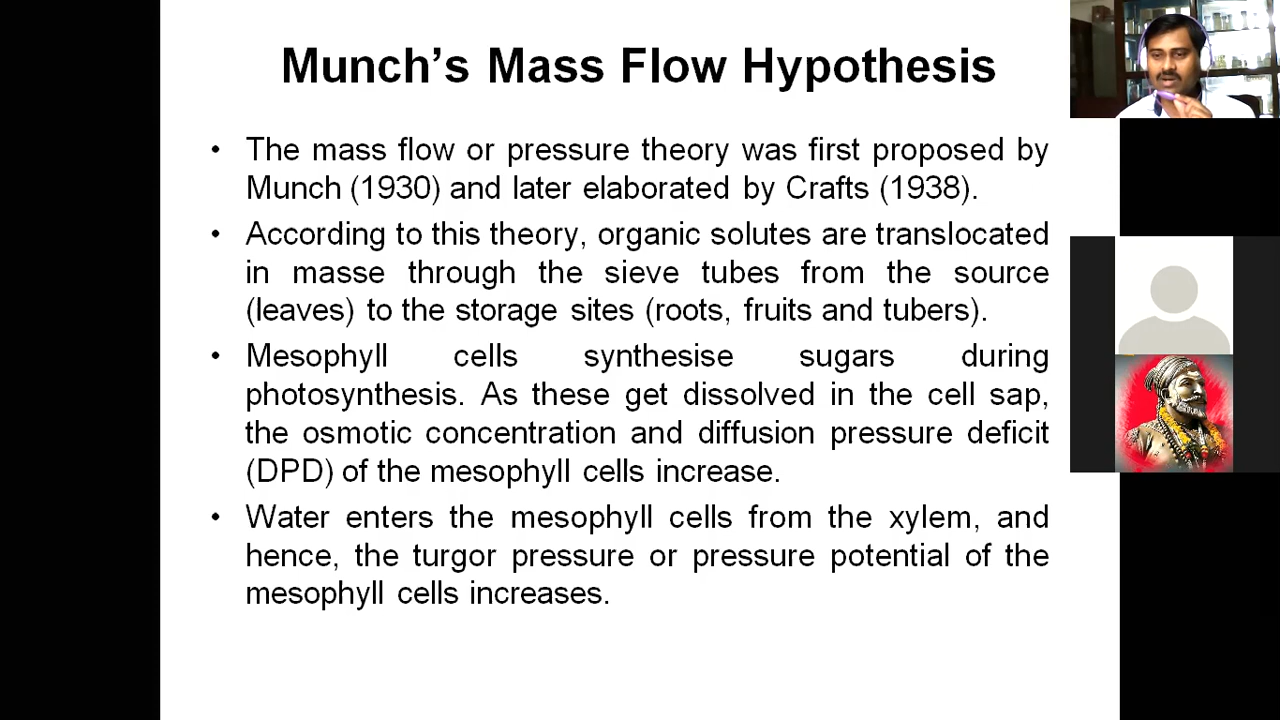 Munch's Mass Flow Hypothesis
• The mass flow or pressure theory was first proposed by
Munch (1930) and later elaborated by Crafts (1938).
• According to this theory, organic solutes are translocated
in masse through the sieve tubes from the source
(leaves) to the storage sites (roots, fruits and tubers).
• Mesophyll cells synthesise sugars during
photosynthesis. As these get dissolved in the cell sap,
the osmotic concentration and diffusion pressure deficit
(DPD) of the mesophyll cells increase.
• Water enters the mesophyll cells from the xylem, and
hence, the turgor pressure or pressure potential of the
mesophyll cells increases.